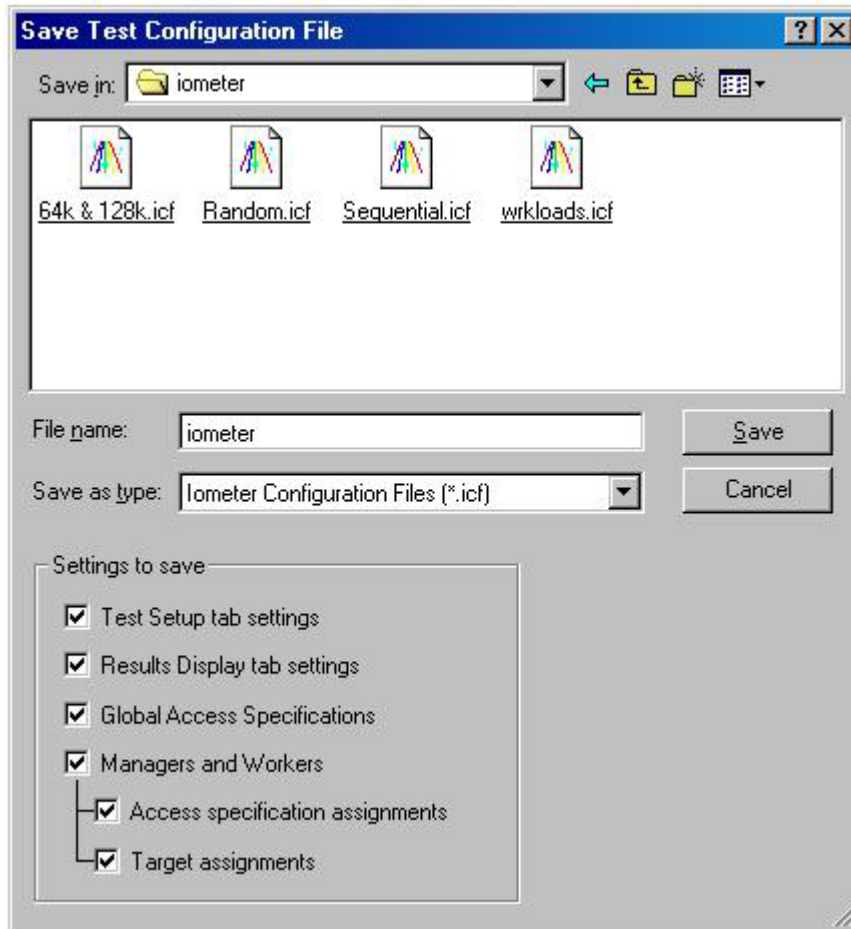 Save Test Configuration File
Save in: iometer
64k & 128k.icf Random.icf Sequential.icf wrkloads.icf
File name: iometer Save
Save as type: Iometer Configuration Files (*.icf) Cancel
Settings to save
Test Setup tab settings
Results Display tab settings
Global Access Specifications
Managers and Workers
Access specification assignments
Target assignments